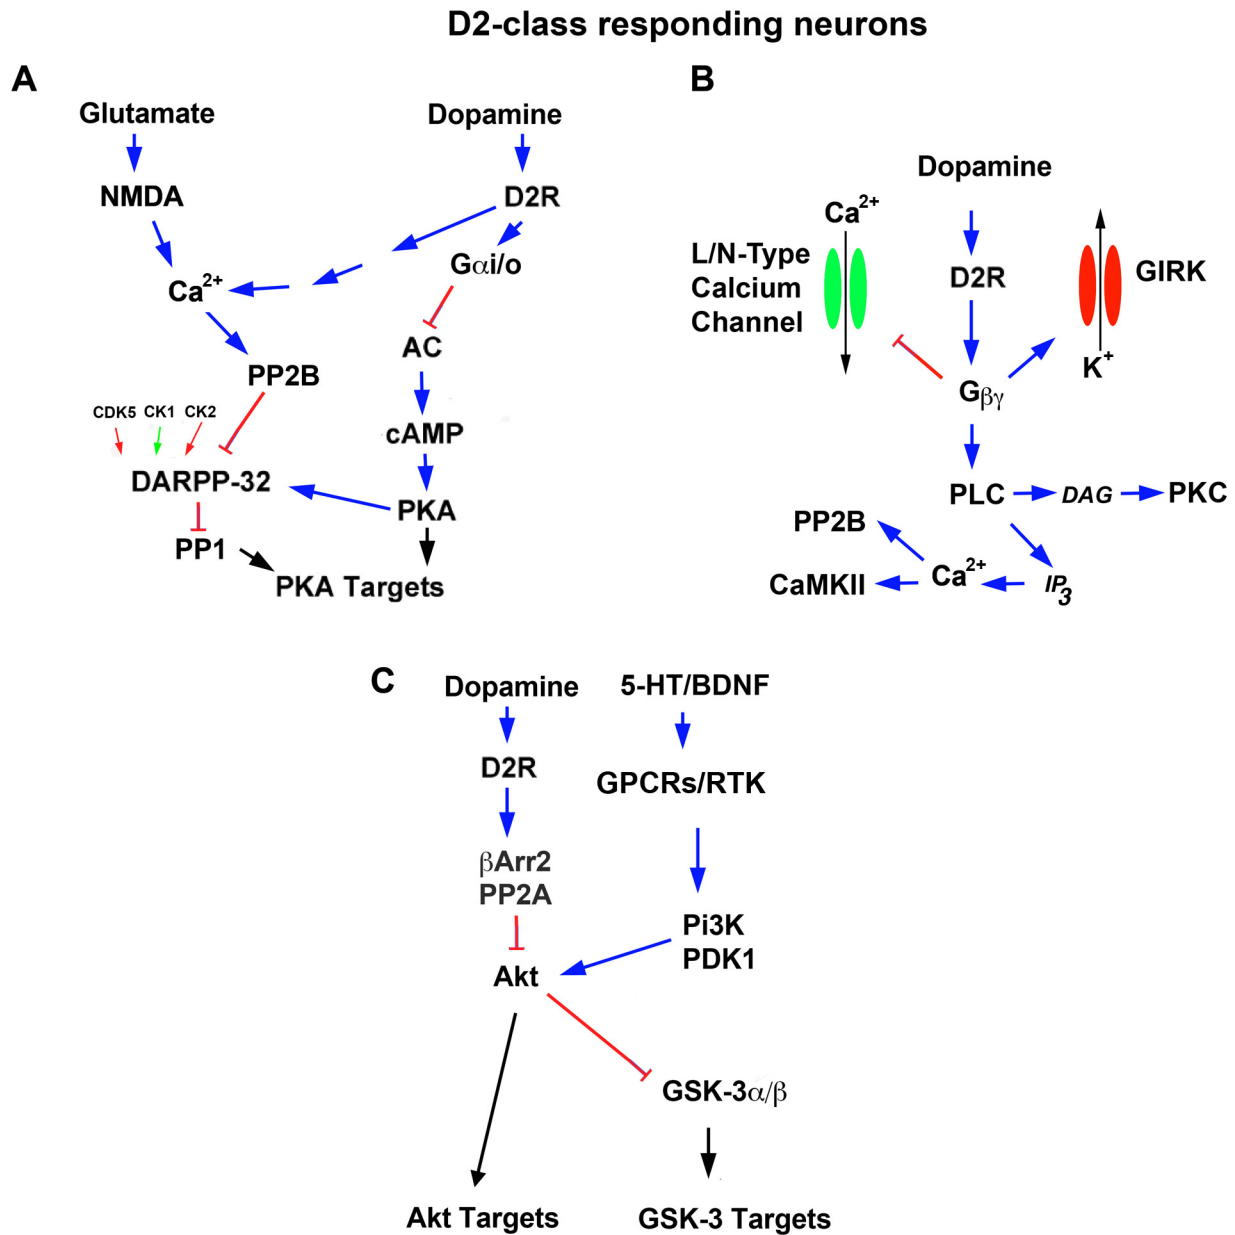 D2-class responding neurons
A
Glutamate
Dopamine
NMDA
D2R
Gαi/o
Ca2+
AC
PP2B
CDK5 CK1 CK2
cAMP
DARPP-32
PKA
PP1
PKA Targets
B
Dopamine
Ca2+
L/N-Type
Calcium
Channel
D2R
GIRK
K+
Gβγ
PLC
DAG
PKC
PP2B
Ca2+
CaMKII
IP3
C
Dopamine
5-HT/BDNF
D2R
GPCRs/RTK
βArr2
PP2A
Pi3K
PDK1
Akt
GSK-3α/β
Akt Targets
GSK-3 Targets